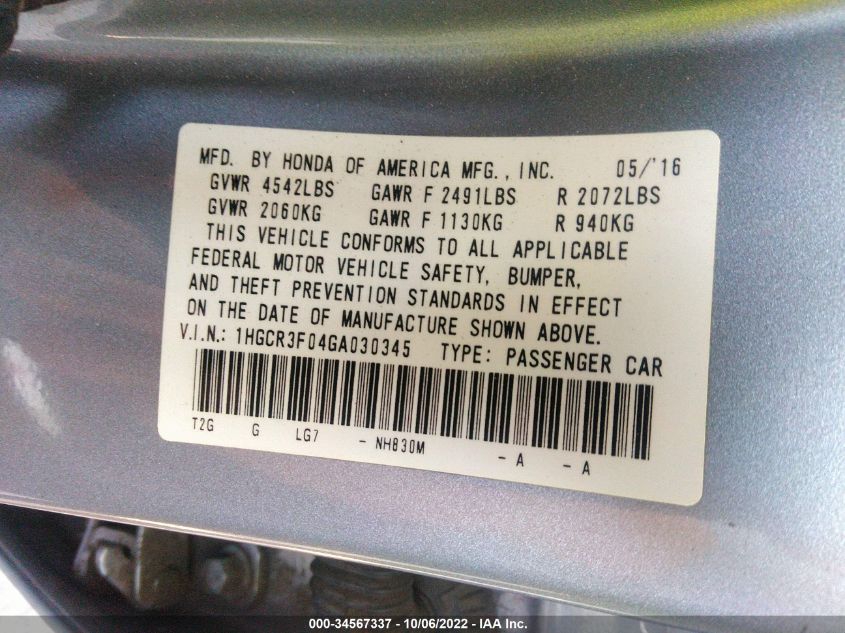 MFD. BY HONDA OF AMERICA MFG., INC. 05/'16
GVWR 4542LBS GAWR F 2491LBS R 2072LBS
GVWR 2060KG GAWR F 1130KG R 940KG
THIS VEHICLE CONFORMS TO ALL APPLICABLE
FEDERAL MOTOR VEHICLE SAFETY, BUMPER,
AND THEFT PREVENTION STANDARDS IN EFFECT
ON THE DATE OF MANUFACTURE SHOWN ABOVE.
V.I.N.: 1HGCR3F04GA030345 TYPE: PASSENGER CAR
T2G G LG7 - NH830M - A - A
000-34567337 - 10/06/2022 - IAA Inc.